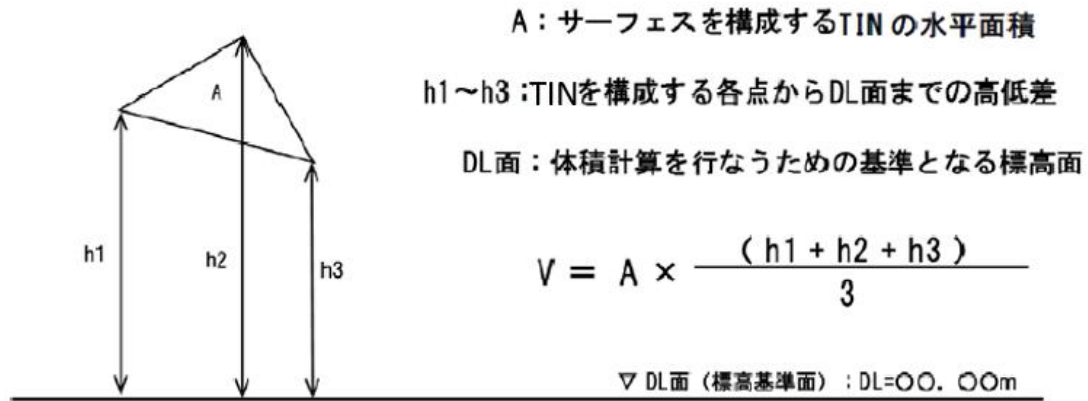 A：サーフェスを構成するTINの水平面積
A
h1～h3；TINを構成する各点からDL面までの高低差
DL面：体積計算を行なうための基準となる標高面
h1
h2
h3
V = A × (h1+h2+h3)
3
▽ DL面（標高基準面）：DL=〇〇．〇〇m